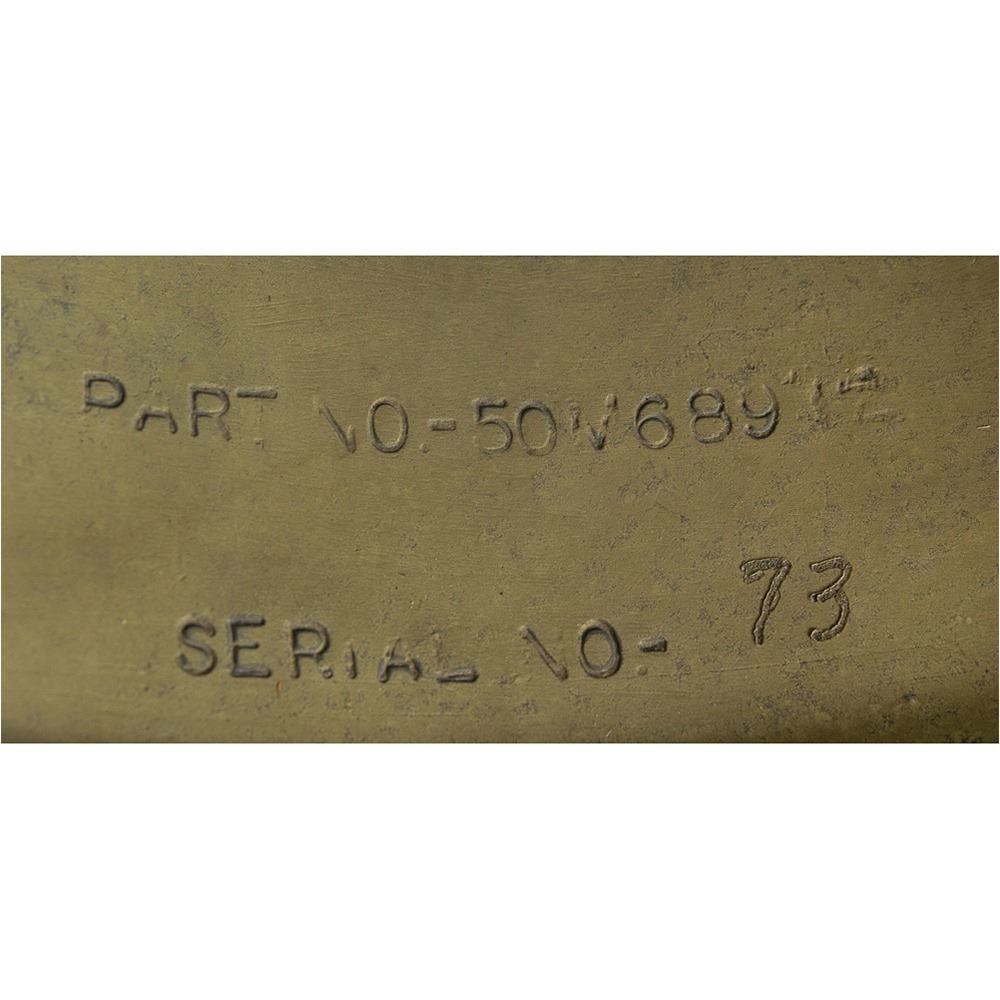 PART NO.-50W689
SERIAL NO.- 73